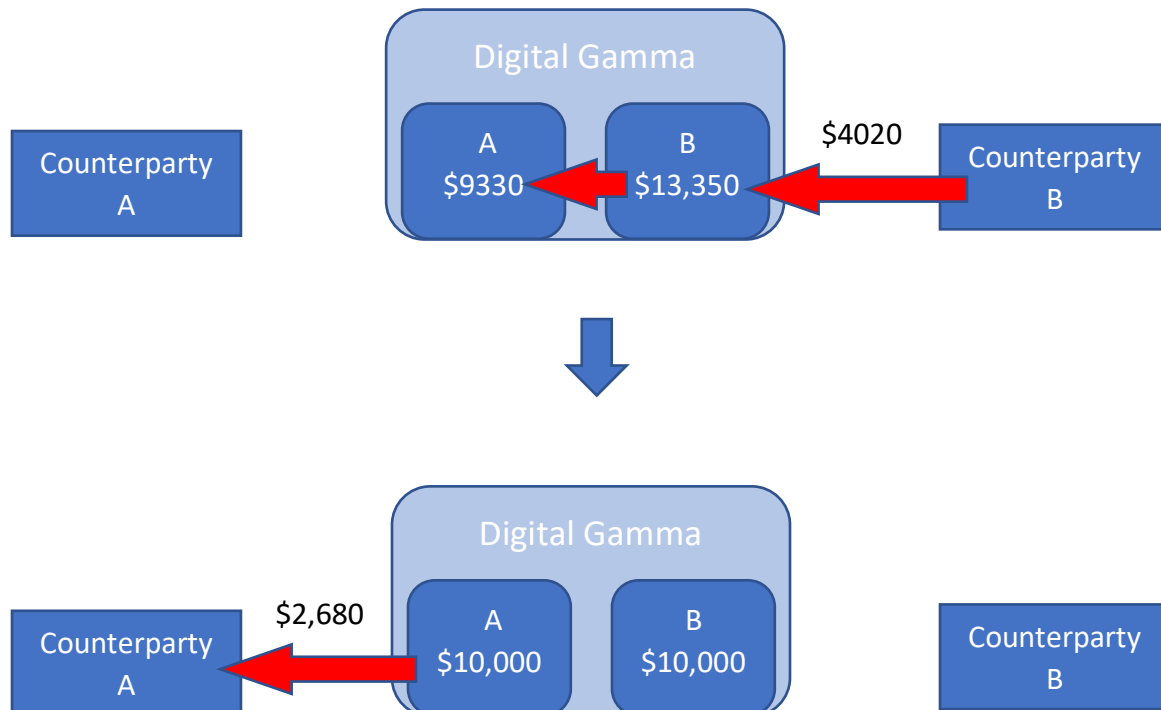 Digital Gamma
A
$9330
B
$13,350
$4020
Counterparty
A
Counterparty
B
Digital Gamma
$2,680
A
$10,000
B
$10,000
Counterparty
A
Counterparty
B